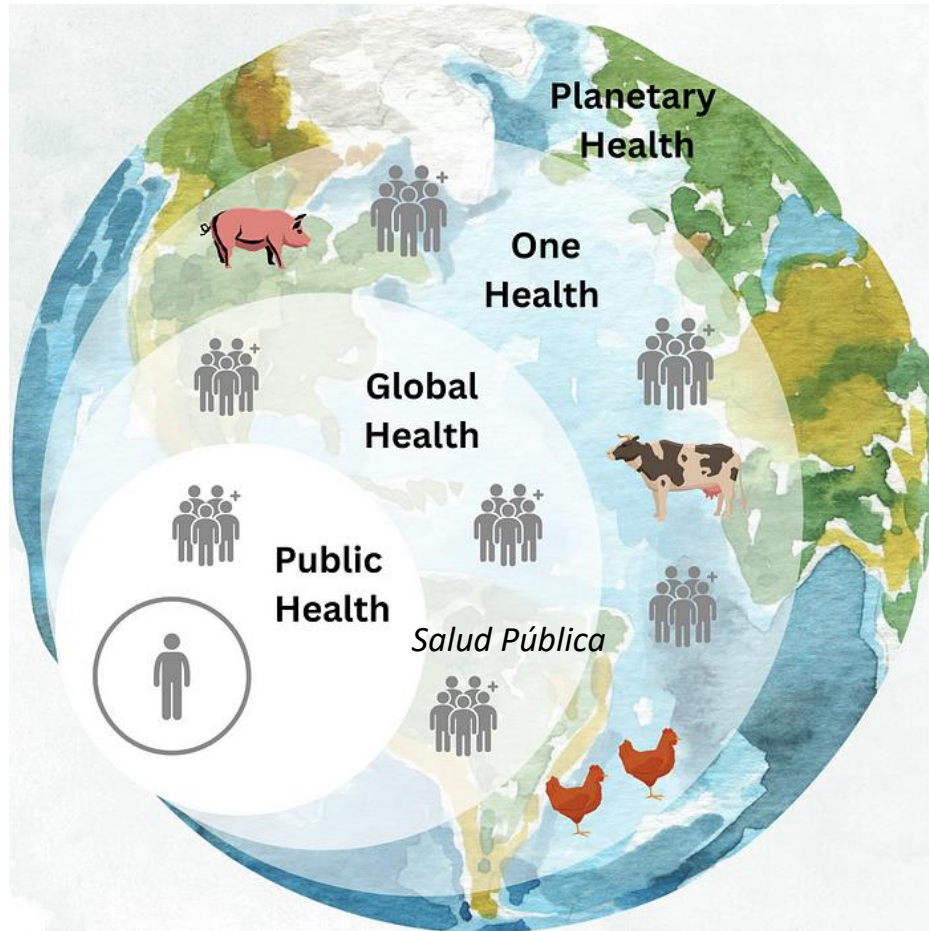 Planetary
Health
One
Health
Global
Health
Public
Health
Salud Pública